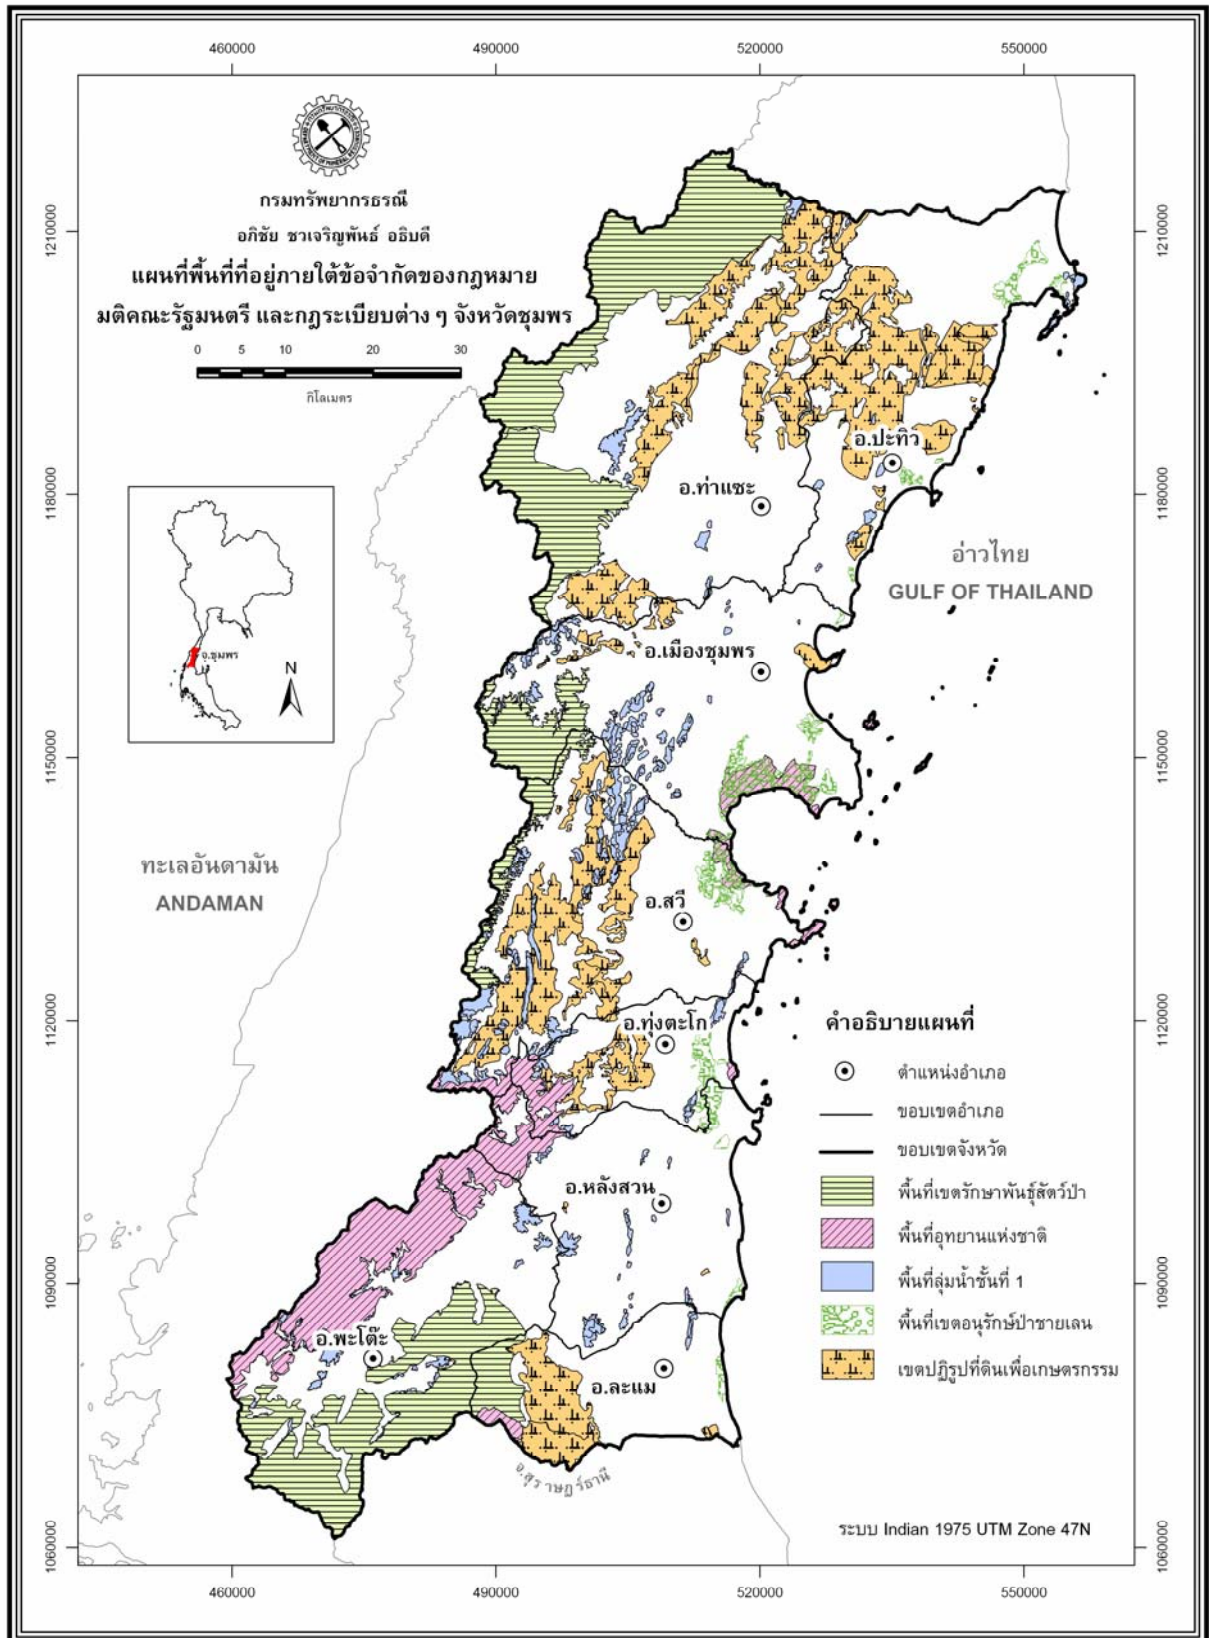 460000
490000
520000
550000
กรมทรัพยากรธรณี
อภิชัย ชวเจริญพันธ์ อธิบดี
แผนที่พื้นที่ที่อยู่ภายใต้ข้อจำกัดของกฎหมาย
มติคณะรัฐมนตรี และกฎระเบียบต่าง ๆ จังหวัดชุมพร
0 5 10 20 30
กิโลเมตร
1210000
1210000
1180000
1180000
1150000
1150000
1120000
1120000
1090000
1090000
1060000
1060000
จ.ชุมพร
N
อ.ปะทิว
อ.ท่าแซะ
อ่าวไทย
GULF OF THAILAND
อ.เมืองชุมพร
ทะเลอันดามัน
ANDAMAN
อ.สวี
อ.ทุ่งตะโก
อ.หลังสวน
อ.พะโต๊ะ
อ.ละแม
จ.สุราษฎร์ธานี
คำอธิบายแผนที่
ตำแหน่งอำเภอ
ขอบเขตอำเภอ
ขอบเขตจังหวัด
พื้นที่เขตรักษาพันธุ์สัตว์ป่า
พื้นที่อุทยานแห่งชาติ
พื้นที่ลุ่มน้ำชั้นที่ 1
พื้นที่เขตอนุรักษ์ป่าชายเลน
เขตปฏิรูปที่ดินเพื่อเกษตรกรรม
ระบบ Indian 1975 UTM Zone 47N
460000
490000
520000
550000